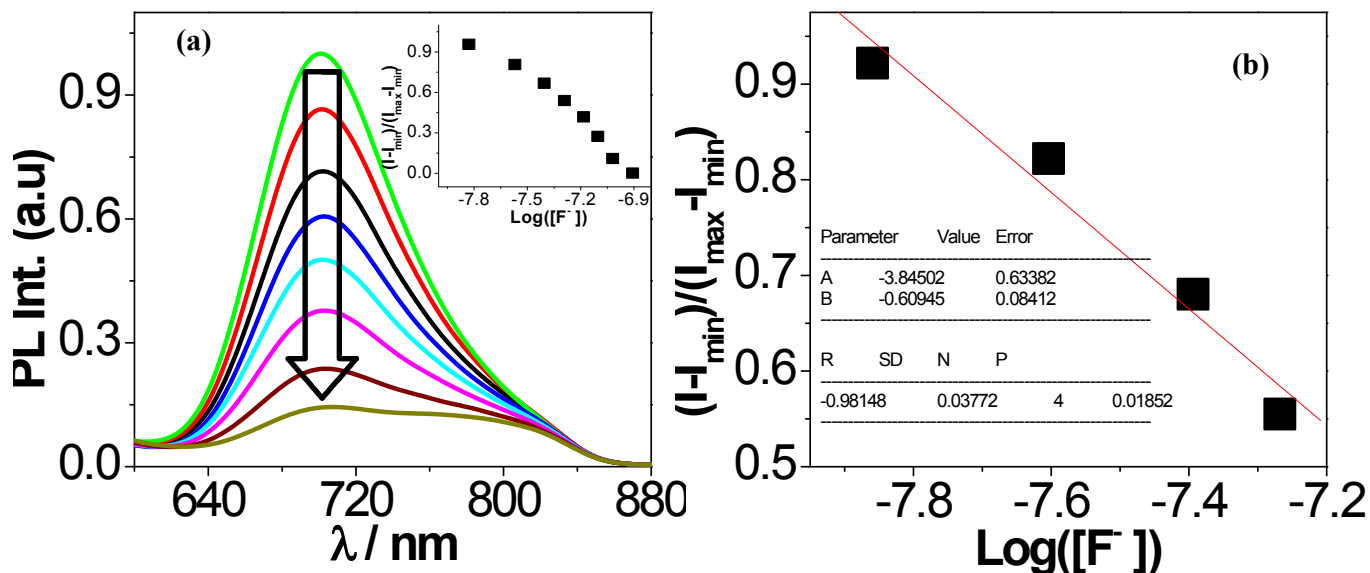 (a)
PL Int. (a.u)
0.9
0.6
0.3
0.0
640 720 800 880
λ / nm
(I-I_min)/(I_max-I_min)
0.9
0.6
0.3
0.0
-7.8 -7.5 -7.2 -6.9
Log([F⁻ ])
(b)
(I-I_min)/(I_max-I_min)
0.9
0.8
0.7
0.6
0.5
Parameter Value Error
A -3.84502 0.63382
B -0.60945 0.08412
R SD N P
-0.98148 0.03772 4 0.01852
-7.8 -7.6 -7.4 -7.2
Log([F⁻ ])